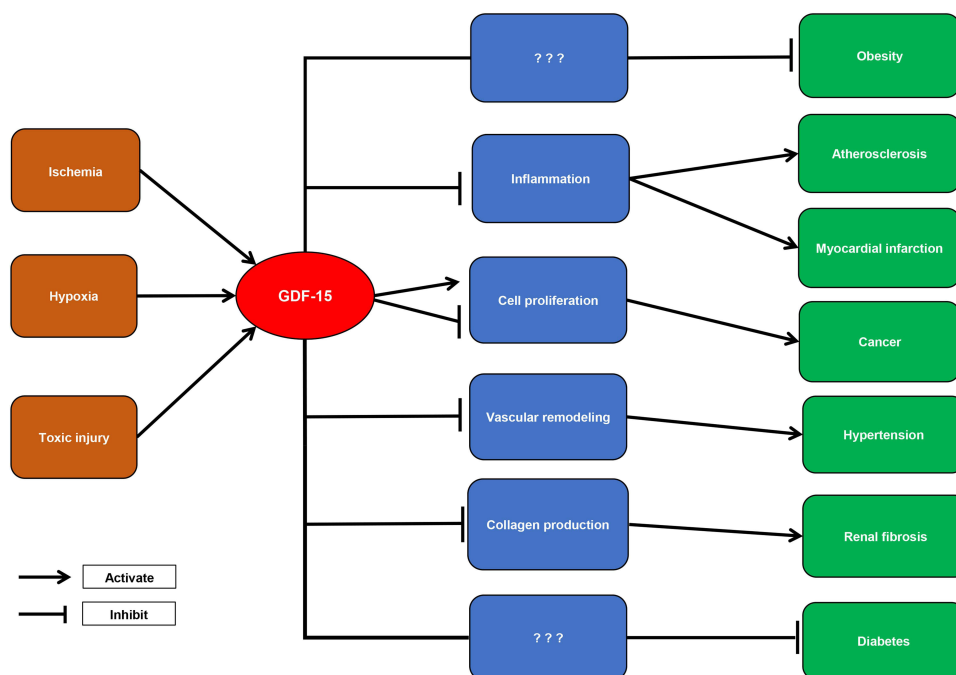 ? ? ?
Obesity
Ischemia
Inflammation
Atherosclerosis
Myocardial infarction
Hypoxia
GDF-15
Cell proliferation
Cancer
Toxic injury
Vascular remodeling
Hypertension
Collagen production
Renal fibrosis
Activate
Inhibit
? ? ?
Diabetes